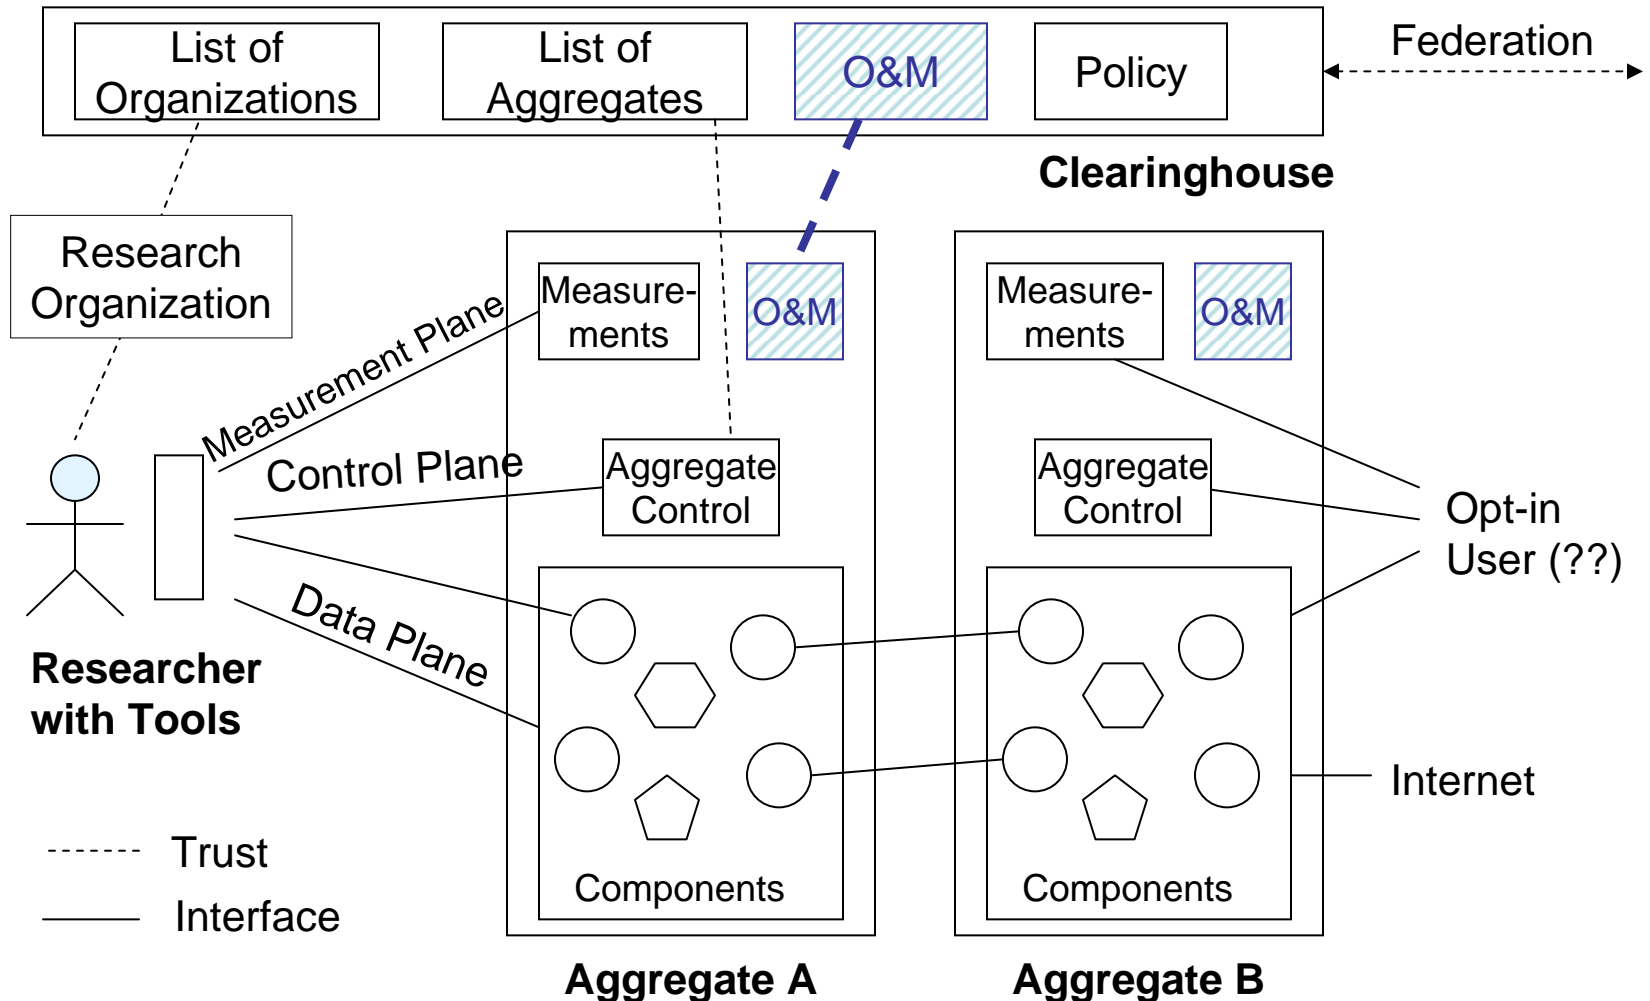 List of
Organizations
List of
Aggregates
O&M
Policy
Federation
Clearinghouse
Research
Organization
Measurement Plane
Measure-
ments
O&M
Measure-
ments
O&M
Control Plane
Aggregate
Control
Aggregate
Control
Opt-in
User (??)
Data Plane
Researcher
with Tools
Internet
Trust
Interface
Components
Components
Aggregate A
Aggregate B